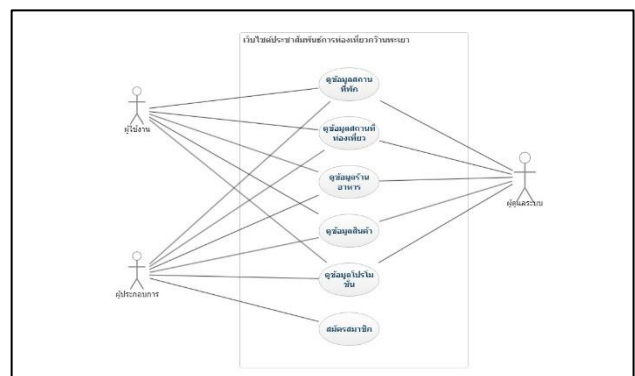 เว็บไซต์ประชาสัมพันธ์การท่องเที่ยวกว๊านพะเยา
ดูข้อมูลสถาน
ที่พัก
ผู้ใช้งาน
ดูข้อมูลสถานที่
ท่องเที่ยว
ดูข้อมูลร้าน
อาหาร
ผู้ดูแลระบบ
ดูข้อมูลสินค้า
ดูข้อมูลโปรโม
ชั่น
ผู้ประกอบการ
สมัครสมาชิก